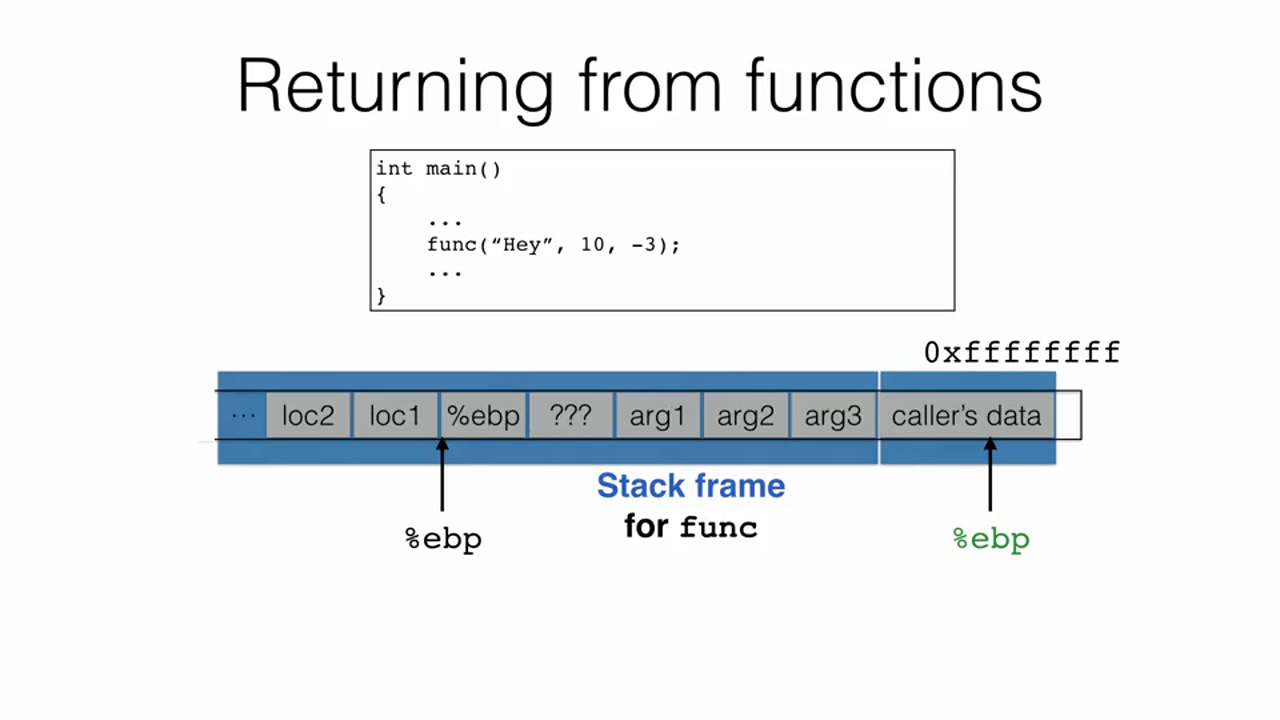 Returning from functions
int main()
{
...
func(“Hey”, 10, -3);
...
}
0xffffffff
... loc2 loc1 %ebp ??? arg1 arg2 arg3 caller’s data
Stack frame
for func
%ebp %ebp